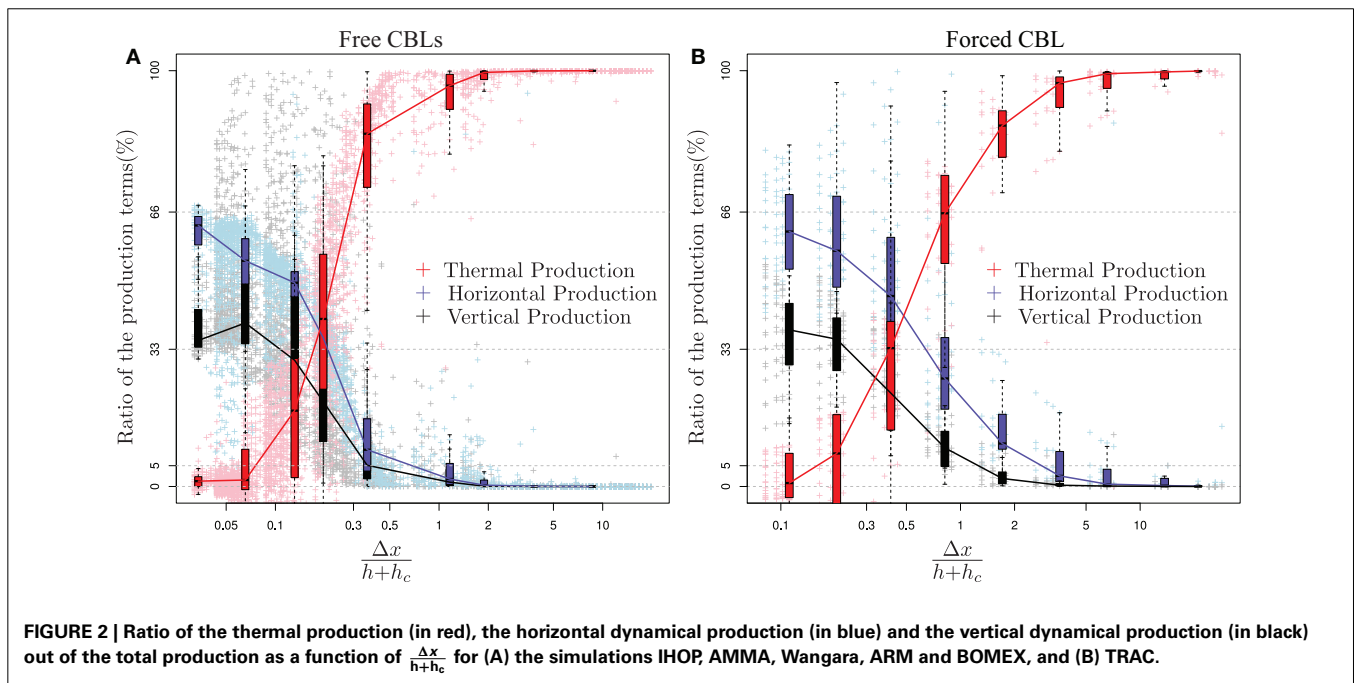 A
Free CBLs
Ratio of the production terms(%)
100
66
33
5
0
Thermal Production
Horizontal Production
Vertical Production
0.05 0.1 0.3 0.5 1 2 10
Δx
h+h_c
B
Forced CBL
Ratio of the production terms(%)
100
66
33
5
0
Thermal Production
Horizontal Production
Vertical Production
0.1 0.3 0.5 1 2 4 10
Δx
h+h_c
FIGURE 2 | Ratio of the thermal production (in red), the horizontal dynamical production (in blue) and the vertical dynamical production (in black)
out of the total production as a function of Δx/h+h_c for (A) the simulations IHOP, AMMA, Wangara, ARM and BOMEX, and (B) TRAC.